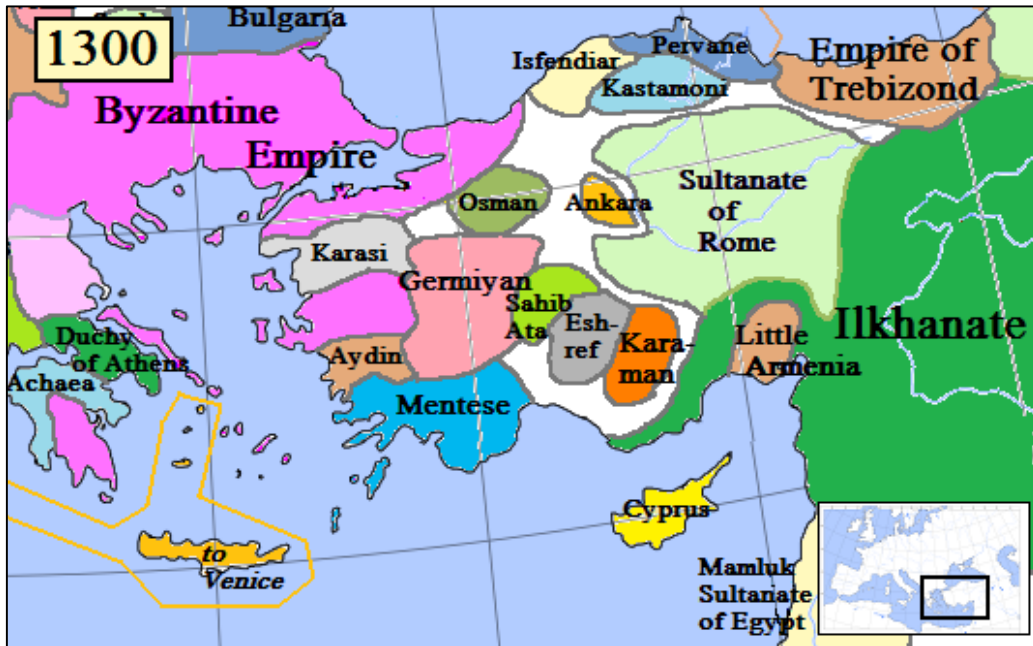 1300
Bulgaria
Byzantine
Empire
Isfendiar
Pervane
Kastamoni
Empire of
Trebizond
Osman
Ankara
Sultanate
of
Rome
Karasi
Germiyan
Sahib
Ata
Esh-
ref
Kara-
man
Little
Armenia
Ilkhanate
Duchy
of Athens
Achaea
Aydin
Mentese
Cyprus
to
Venice
Mamluk
Sultanate
of Egypt